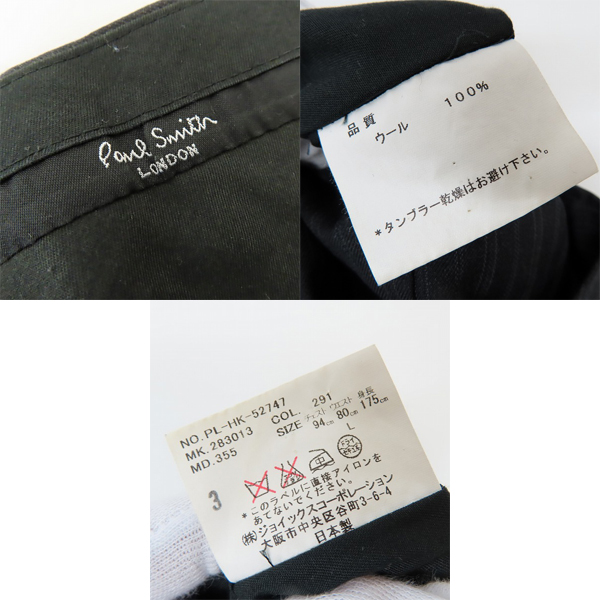 Paul Smith
LONDON
品質 ウール 100%
*タンブラー乾燥はお避け下さい。
NO.PL-HK-52747
MK.283013 COL. 291
MD.355 SIZE チェスト ウエスト 身長
94cm 80cm 175cm
L
3
ドライ
*このラベルに直接アイロンを
あてないでください。
(株)ジョイックスコーポレーション
大阪市中央区谷町3-6-4
日本製